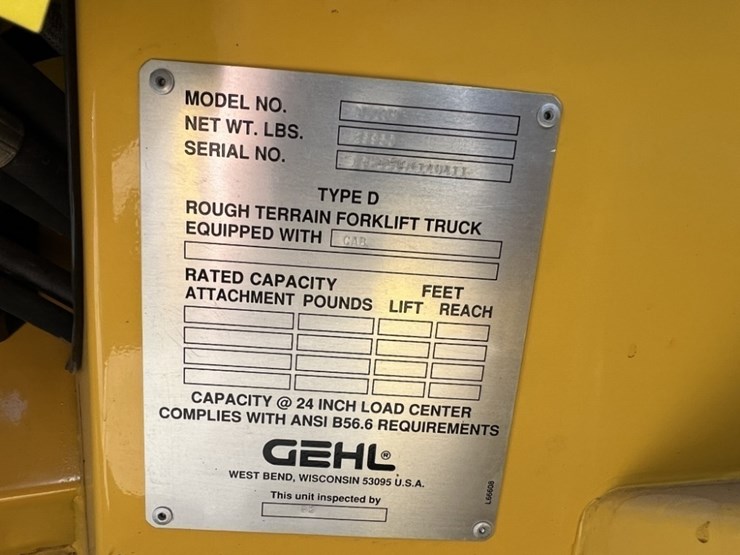 MODEL NO.
NET WT. LBS.
SERIAL NO.
TYPE D
ROUGH TERRAIN FORKLIFT TRUCK
EQUIPPED WITH CAB
RATED CAPACITY FEET
ATTACHMENT POUNDS LIFT REACH
CAPACITY @ 24 INCH LOAD CENTER
COMPLIES WITH ANSI B56.6 REQUIREMENTS
GEHL®
WEST BEND, WISCONSIN 53095 U.S.A.
This unit inspected by
L66608